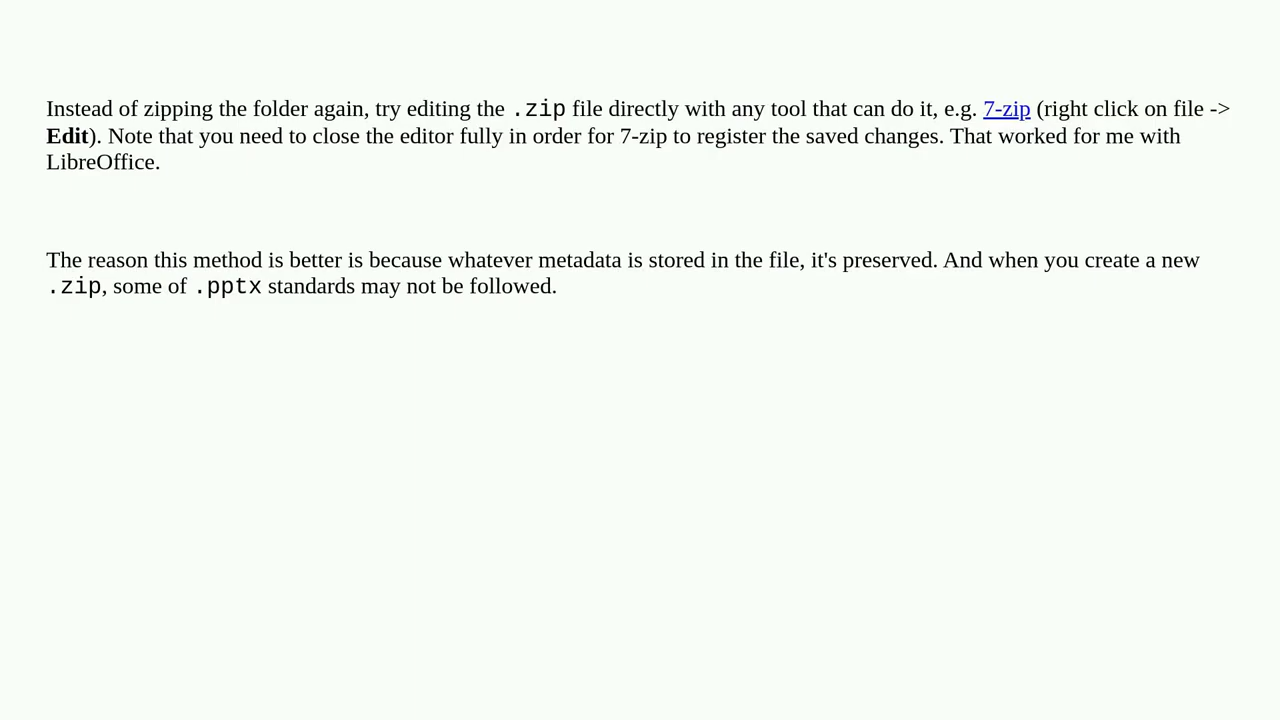 Instead of zipping the folder again, try editing the .zip file directly with any tool that can do it, e.g. 7-zip (right click on file ->
Edit). Note that you need to close the editor fully in order for 7-zip to register the saved changes. That worked for me with
LibreOffice.
The reason this method is better is because whatever metadata is stored in the file, it's preserved. And when you create a new
.zip, some of .pptx standards may not be followed.